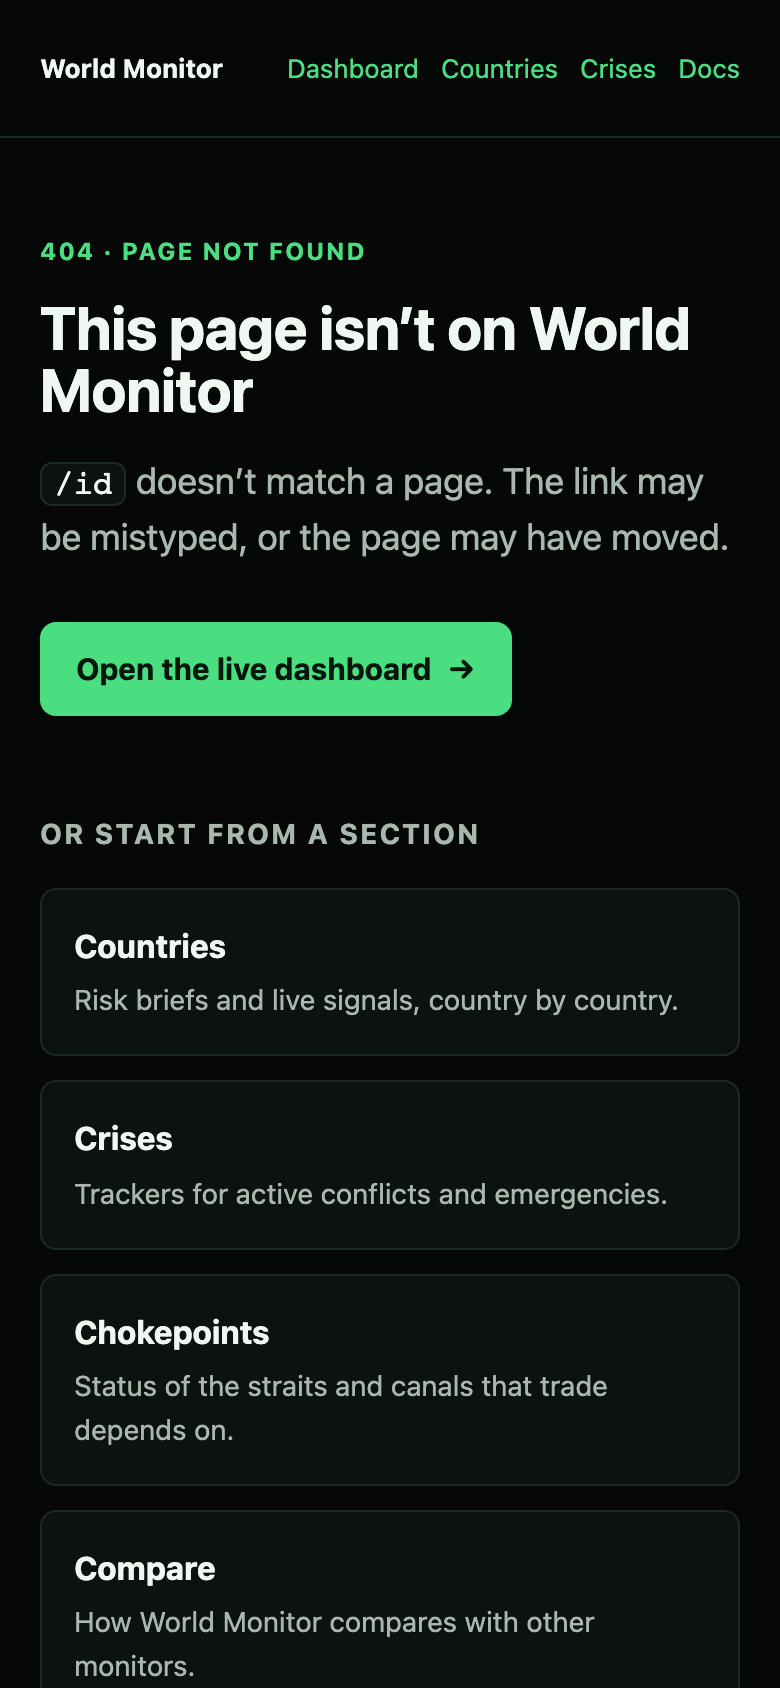 World Monitor Dashboard Countries Crises Docs
404 · PAGE NOT FOUND
This page isn’t on World
Monitor
/id doesn’t match a page. The link may
be mistyped, or the page may have moved.
Open the live dashboard →
OR START FROM A SECTION
Countries
Risk briefs and live signals, country by country.
Crises
Trackers for active conflicts and emergencies.
Chokepoints
Status of the straits and canals that trade
depends on.
Compare
How World Monitor compares with other
monitors.